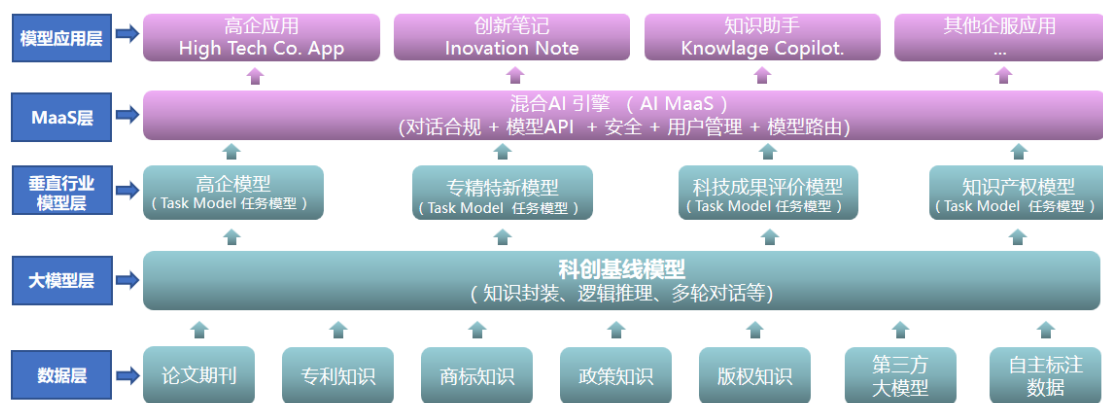 模型应用层
高企应用
High Tech Co. App
创新笔记
Inovation Note
知识助手
Knowlage Copilot.
其他企服应用
...
MaaS层
混合AI 引擎 （ AI MaaS ）
(对话合规 + 模型API + 安全 + 用户管理 + 模型路由)
垂直行业
模型层
高企模型
( Task Model 任务模型 )
专精特新模型
( Task Model 任务模型 )
科技成果评价模型
( Task Model 任务模型 )
知识产权模型
( Task Model 任务模型 )
大模型层
科创基线模型
( 知识封装、逻辑推理、多轮对话等)
数据层
论文期刊
专利知识
商标知识
政策知识
版权知识
第三方
大模型
自主标注
数据